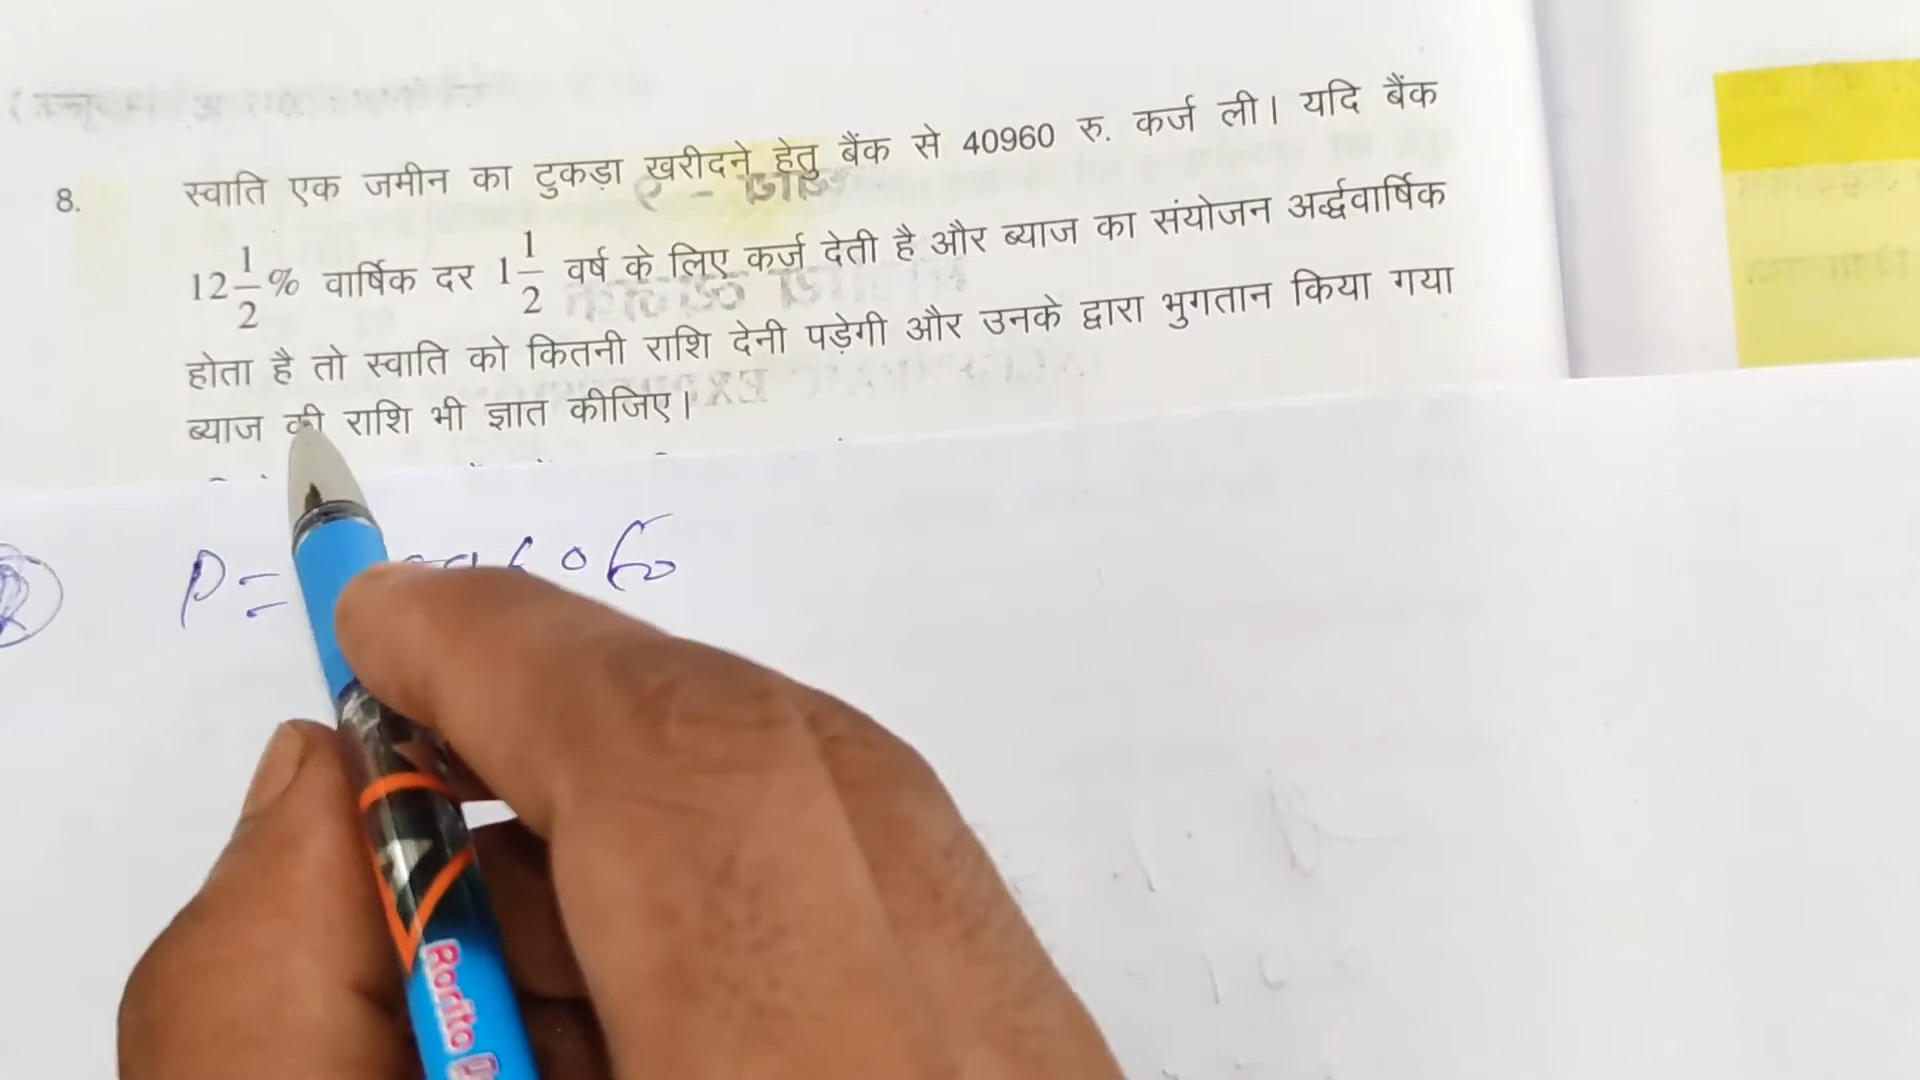 8. स्वाति एक जमीन का टुकड़ा खरीदने हेतु बैंक से 40960 रु. कर्ज ली। यदि बैंक
12 1/2 % वार्षिक दर 1 1/2 वर्ष के लिए कर्ज देती है और ब्याज का संयोजन अर्द्धवार्षिक
होता है तो स्वाति को कितनी राशि देनी पड़ेगी और उनके द्वारा भुगतान किया गया
ब्याज की राशि भी ज्ञात कीजिए।
P=
Rorito